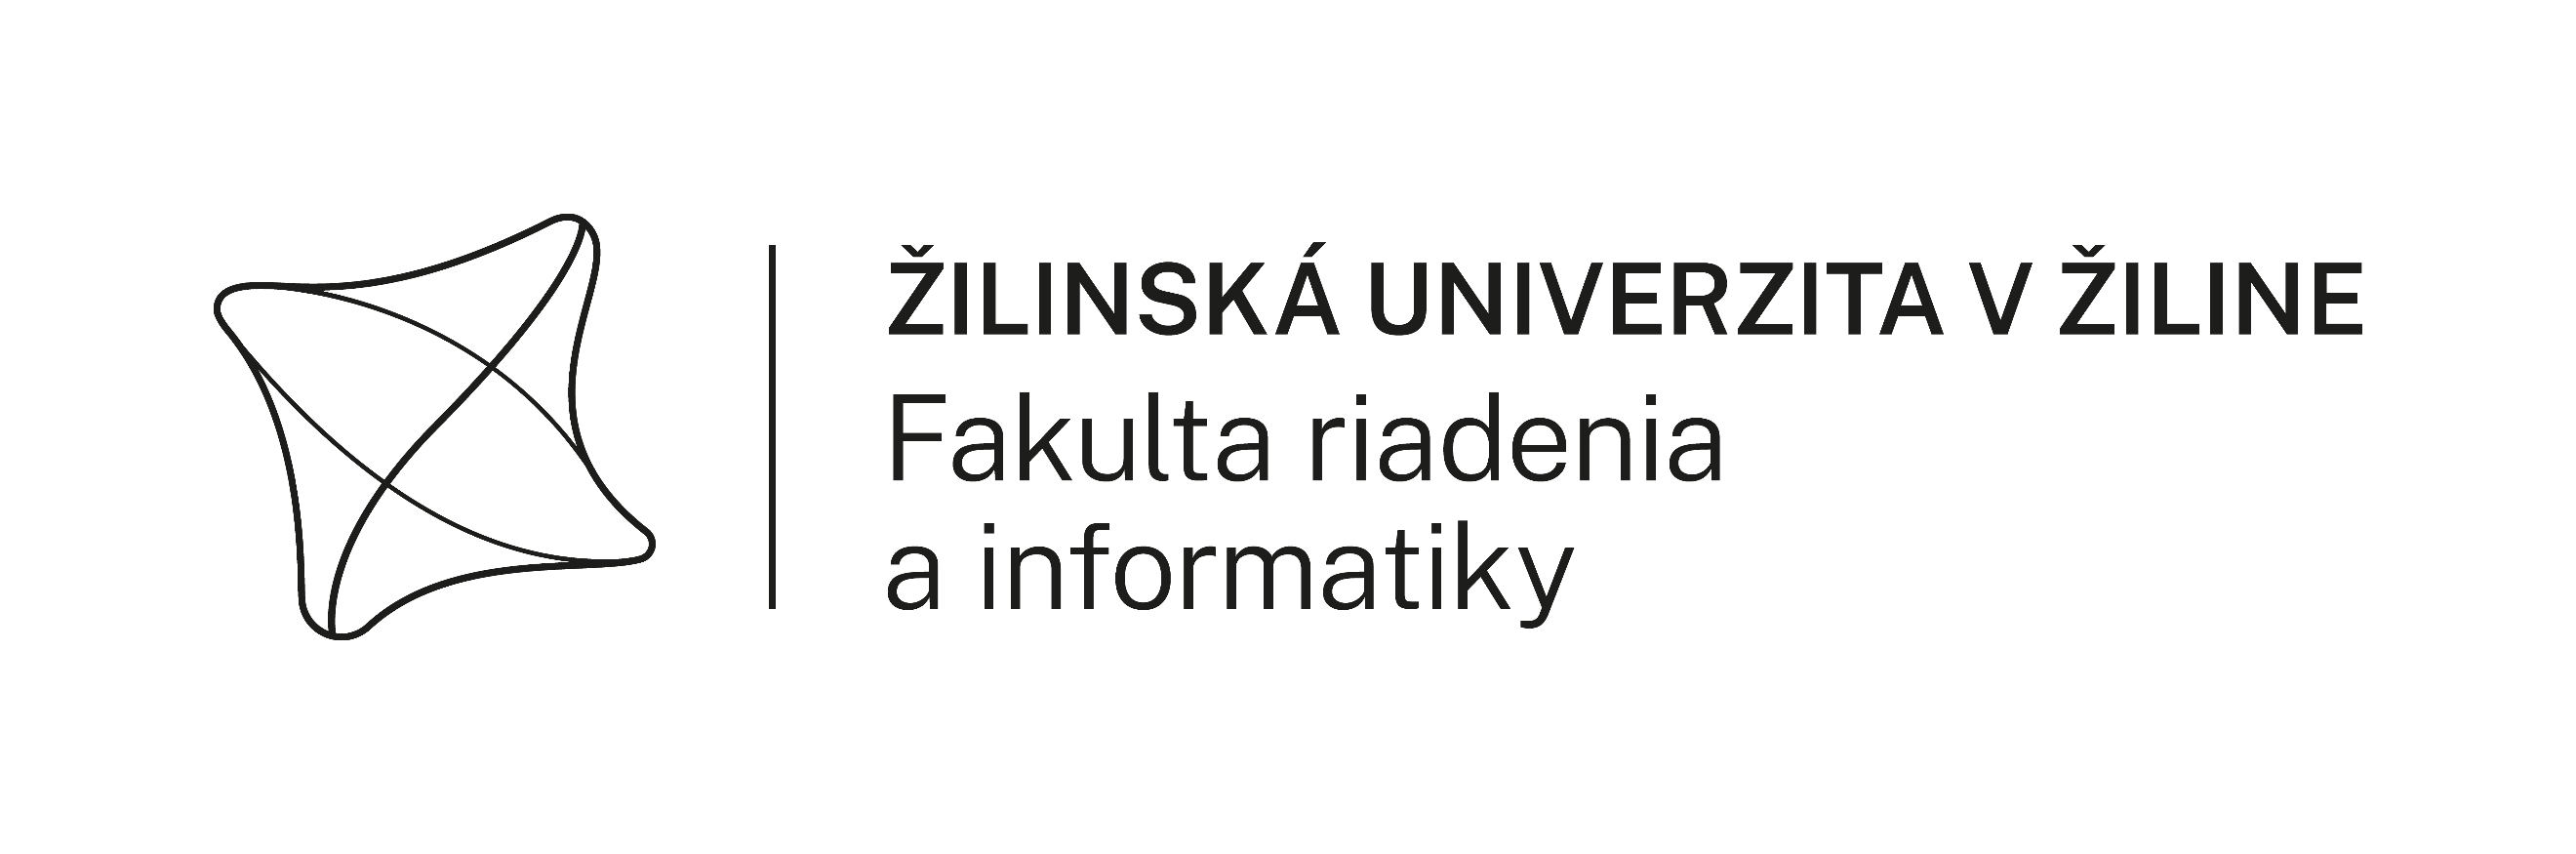 ŽILINSKÁ UNIVERZITA V ŽILINE
Fakulta riadenia
a informatiky